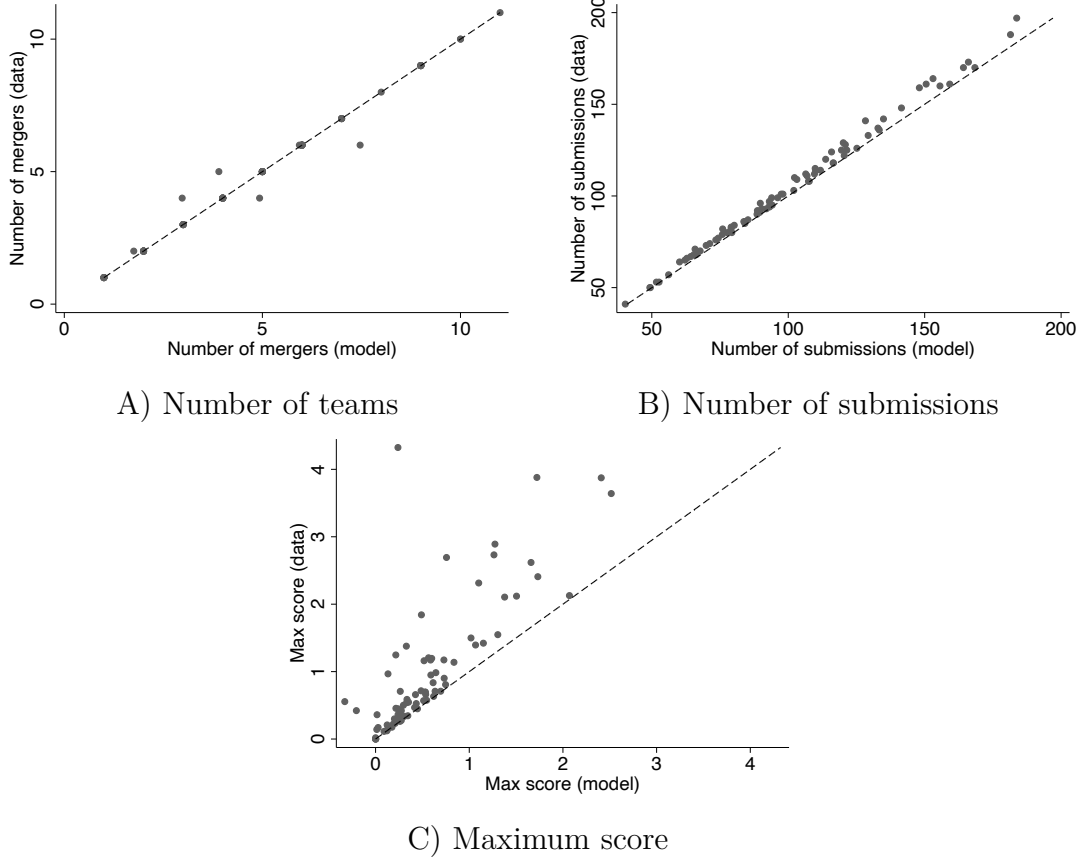 Number of mergers (data)
10
5
0
0 5 10
Number of mergers (model)
A) Number of teams
Number of submissions (data)
200
150
100
50
50 100 150 200
Number of submissions (model)
B) Number of submissions
Max score (data)
4
3
2
1
0
0 1 2 3 4
Max score (model)
C) Maximum score